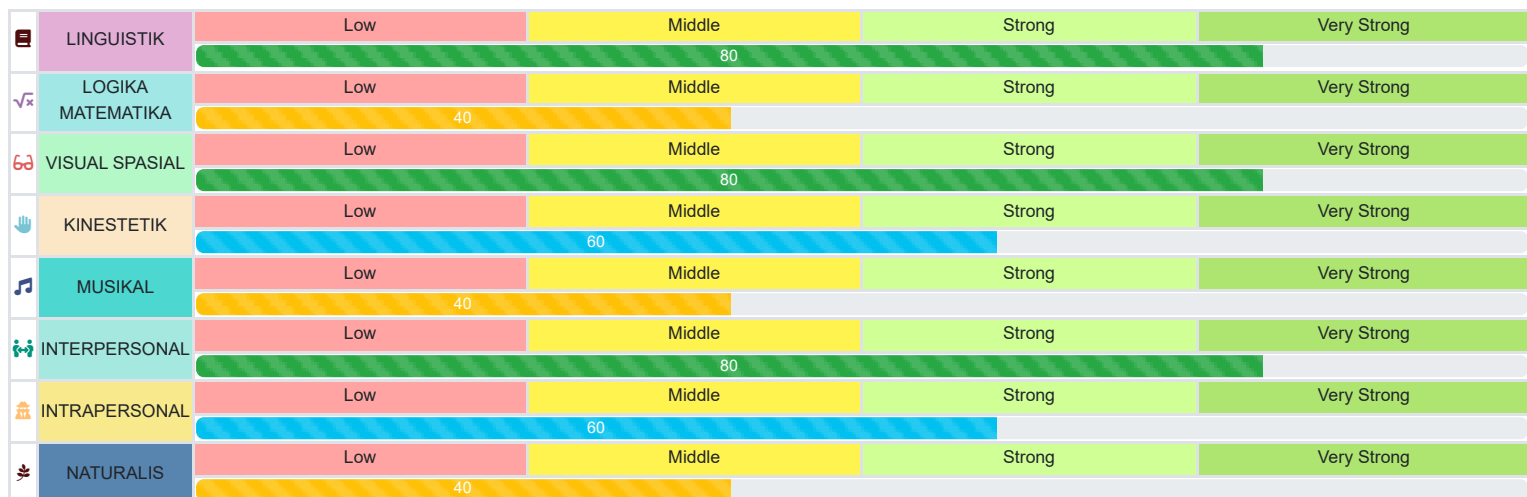 Low Middle Strong Very Strong
LINGUISTIK
80
LOGIKA
MATEMATIKA
Low Middle Strong Very Strong
40
Low Middle Strong Very Strong
VISUAL SPASIAL
80
Low Middle Strong Very Strong
KINESTETIK
60
Low Middle Strong Very Strong
MUSIKAL
40
Low Middle Strong Very Strong
INTERPERSONAL
80
Low Middle Strong Very Strong
INTRAPERSONAL
60
Low Middle Strong Very Strong
NATURALIS
40